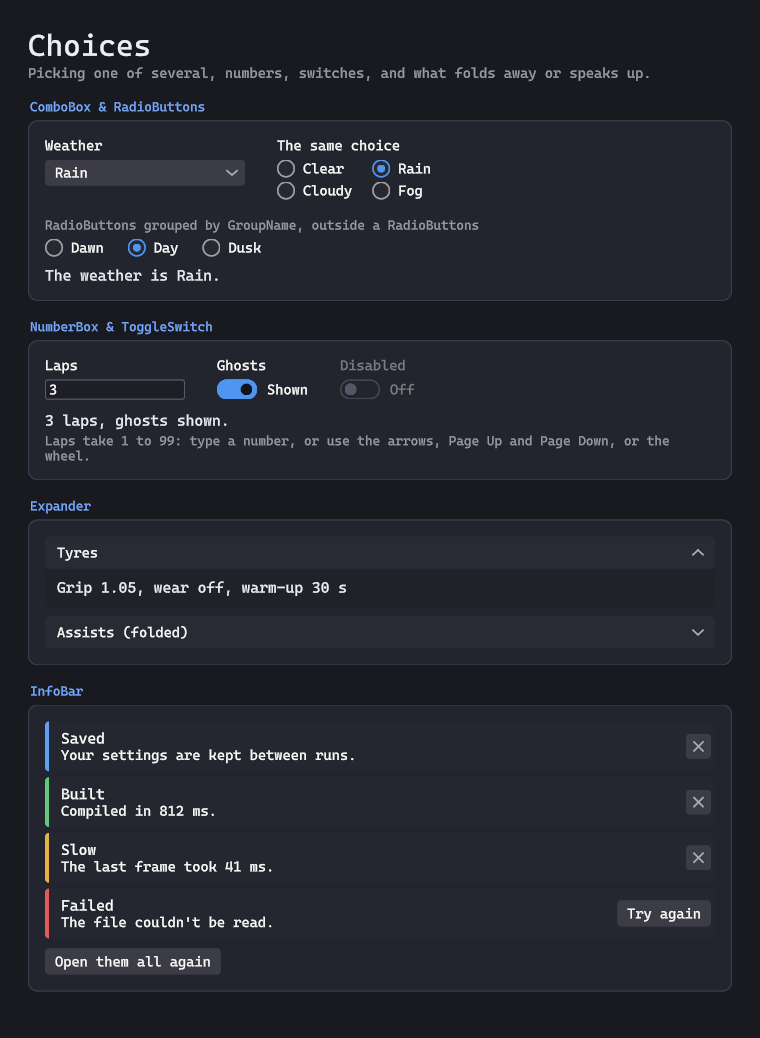 Choices
Picking one of several, numbers, switches, and what folds away or speaks up.
ComboBox & RadioButtons
Weather
Rain
The same choice
Clear
Rain
Cloudy
Fog
RadioButtons grouped by GroupName, outside a RadioButtons
Dawn
Day
Dusk
The weather is Rain.
NumberBox & ToggleSwitch
Laps
3
Ghosts
Shown
Disabled
Off
3 laps, ghosts shown.
Laps take 1 to 99: type a number, or use the arrows, Page Up and Page Down, or the
wheel.
Expander
Tyres
Grip 1.05, wear off, warm-up 30 s
Assists (folded)
InfoBar
Saved
Your settings are kept between runs.
Built
Compiled in 812 ms.
Slow
The last frame took 41 ms.
Failed
The file couldn't be read.
Try again
Open them all again